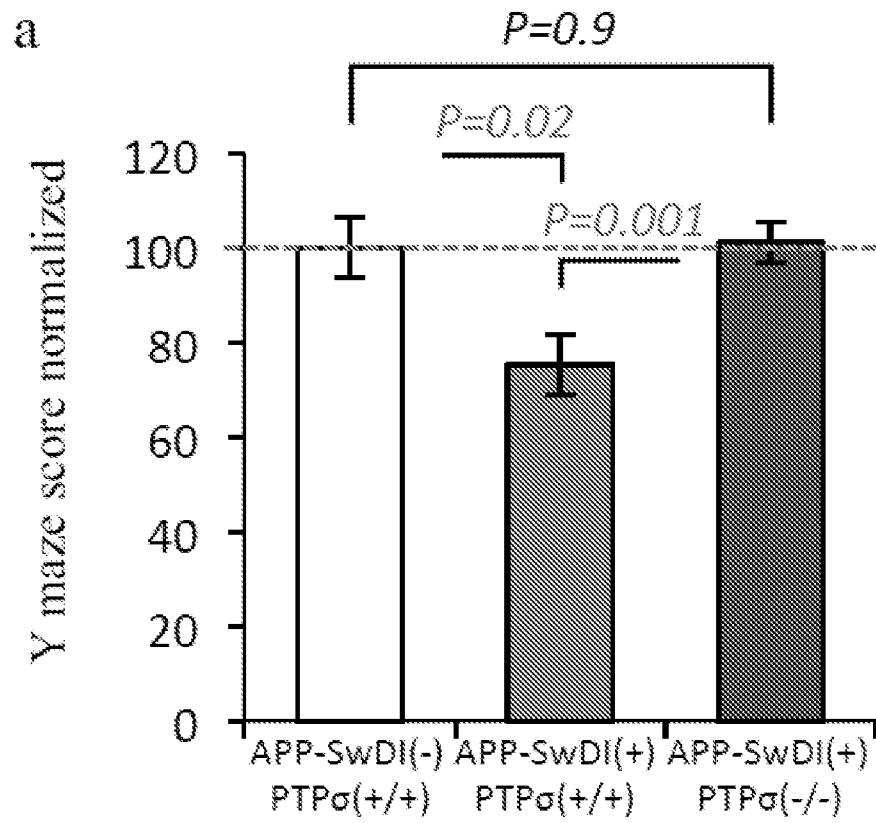 a
P=0.9
P=0.02
P=0.001
Y maze score normalized
120
100
80
60
40
20
0
APP-SwDI(-) APP-SwDI(+) APP-SwDI(+)
PTPσ(+/+) PTPσ(+/+) PTPσ(-/-)